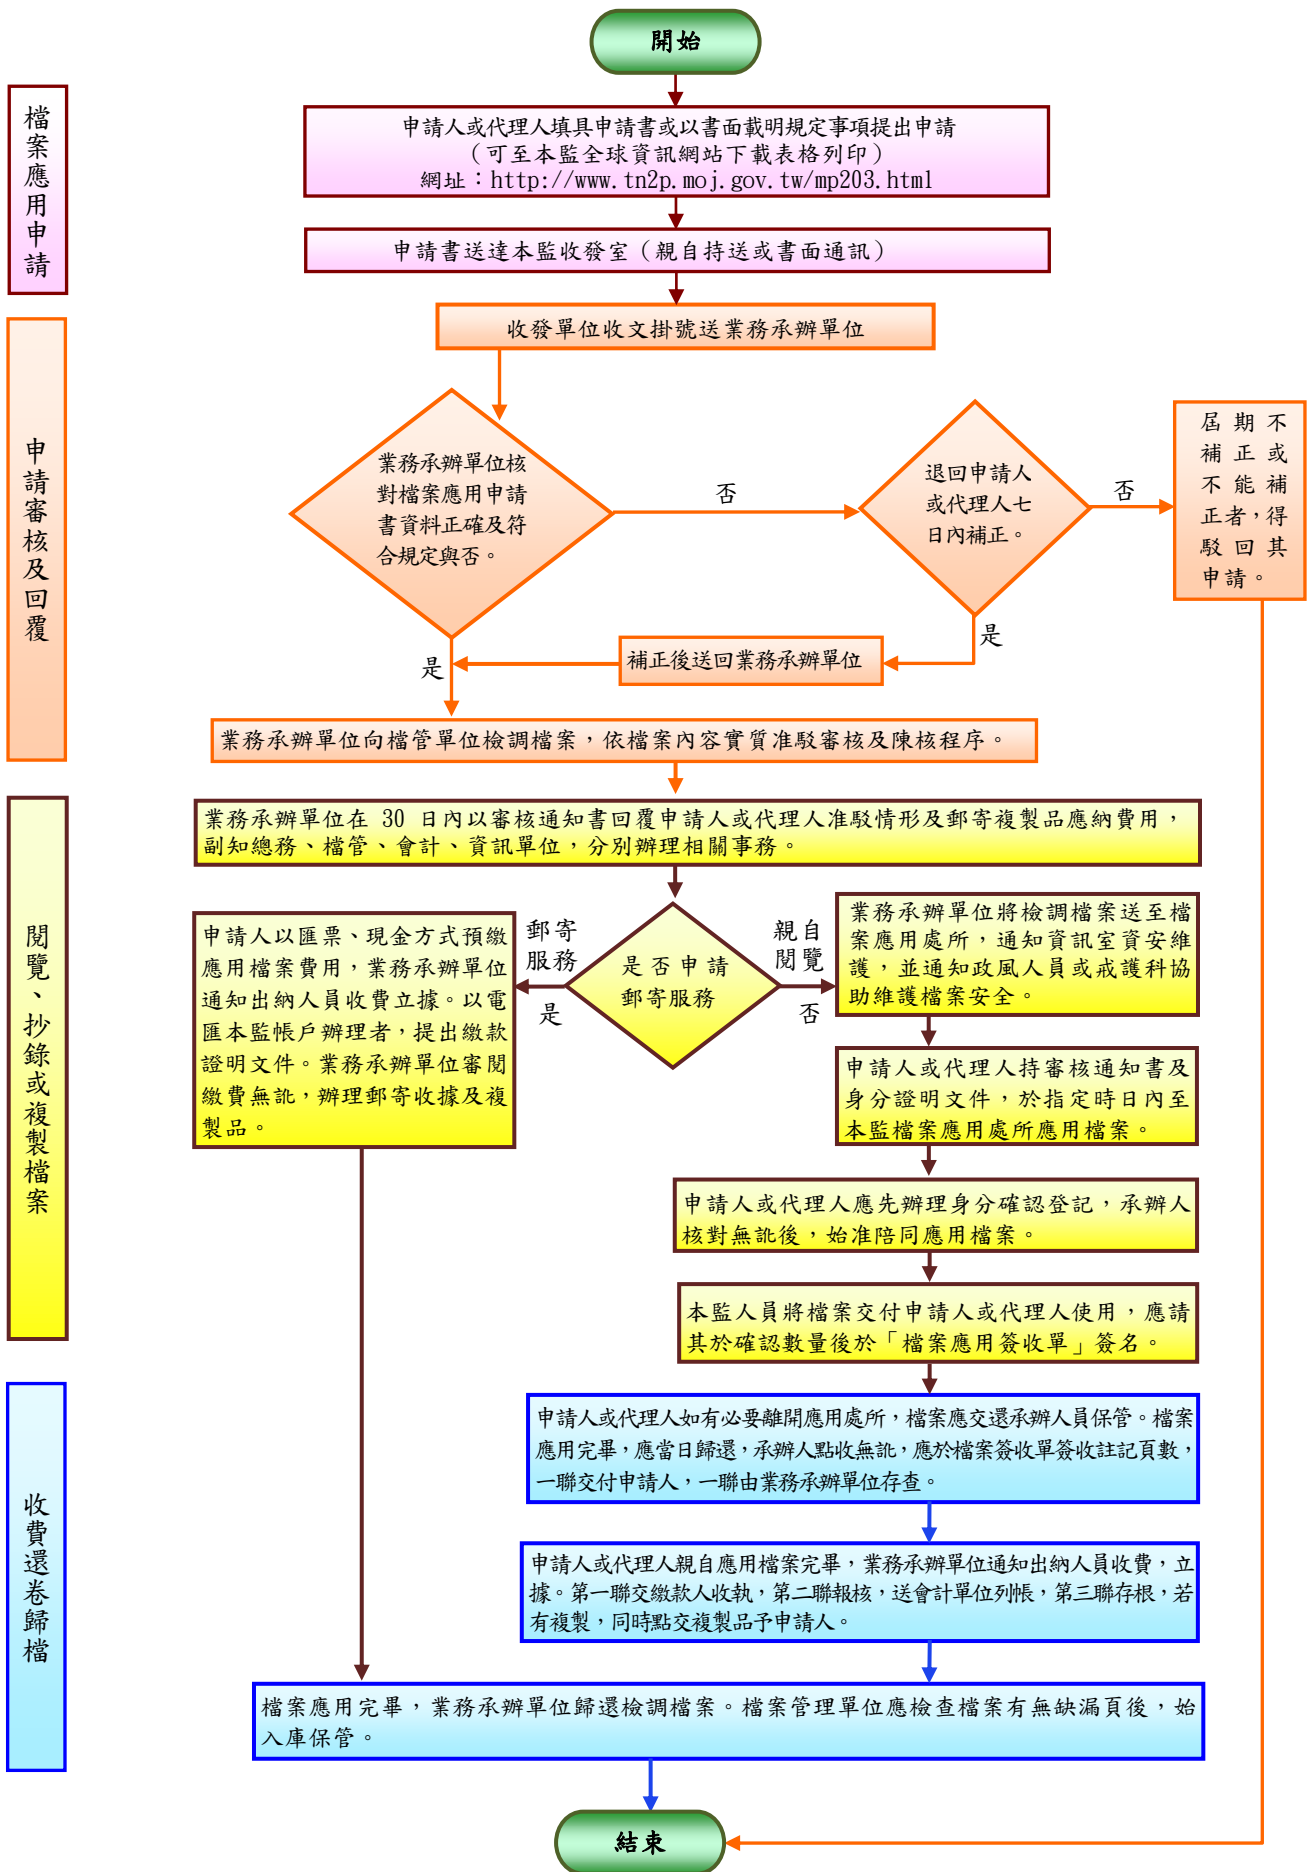 開始
檔案應用申請
申請人或代理人填具申請書或以書面載明規定事項提出申請
（可至本監全球資訊網站下載表格列印）
網址：http://www.tn2p.moj.gov.tw/mp203.html
申請書送達本監收發室（親自持送或書面通訊）
申請審核及回覆
收發單位收文掛號送業務承辦單位
業務承辦單位核
對檔案應用申請
書資料正確及符
合規定與否。
否
退回申請人
或代理人七
日內補正。
否
屆期不
補正或
不能補
正者，得
駁回其
申請。
是
補正後送回業務承辦單位
是
業務承辦單位向檔管單位檢調檔案，依檔案內容實質准駁審核及陳核程序。
閱覽、抄錄或複製檔案
業務承辦單位在 30 日內以審核通知書回覆申請人或代理人准駁情形及郵寄複製品應納費用，
副知總務、檔管、會計、資訊單位，分別辦理相關事務。
是否申請
郵寄服務
郵寄
服務
是
親自
閱覽
否
申請人以匯票、現金方式預繳
應用檔案費用，業務承辦單位
通知出納人員收費立據。以電
匯本監帳戶辦理者，提出繳款
證明文件。業務承辦單位審閱
繳費無訛，辦理郵寄收據及複
製品。
業務承辦單位將檢調檔案送至檔
案應用處所，通知資訊室資安維
護，並通知政風人員或戒護科協
助維護檔案安全。
申請人或代理人持審核通知書及
身分證明文件，於指定時日內至
本監檔案應用處所應用檔案。
申請人或代理人應先辦理身分確認登記，承辦人
核對無訛後，始准陪同應用檔案。
本監人員將檔案交付申請人或代理人使用，應請
其於確認數量後於「檔案應用簽收單」簽名。
收費還卷歸檔
申請人或代理人如有必要離開應用處所，檔案應交還承辦人員保管。檔案
應用完畢，應當日歸還，承辦人點收無訛，應於檔案簽收單簽收註記頁數，
一聯交付申請人，一聯由業務承辦單位存查。
申請人或代理人親自應用檔案完畢，業務承辦單位通知出納人員收費，立
據。第一聯交繳款人收執，第二聯報核，送會計單位列帳，第三聯存根，若
有複製，同時點交複製品予申請人。
檔案應用完畢，業務承辦單位歸還檢調檔案。檔案管理單位應檢查檔案有無缺漏頁後，始
入庫保管。
結束